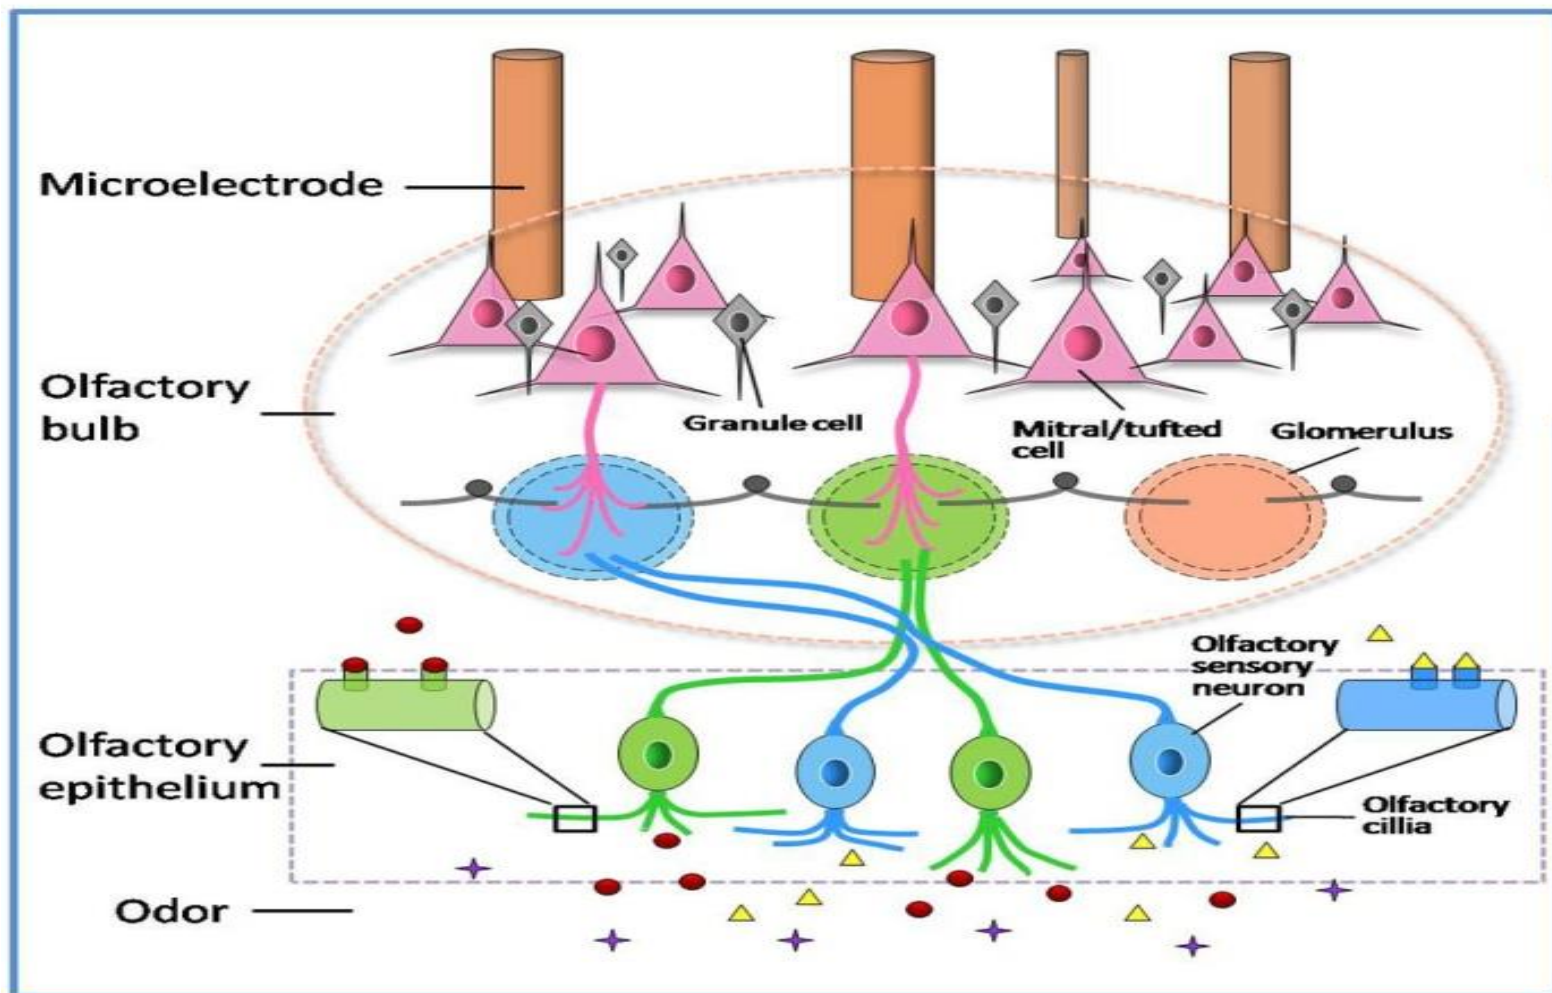 Microelectrode
Olfactory
bulb
Granule cell
Mitral/tufted
cell
Glomerulus
Olfactory
sensory
neuron
Olfactory
epithelium
Olfactory
cillia
Odor